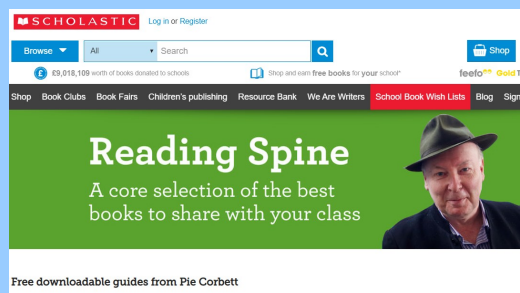 SCHOLASTIC Log in or Register
Browse All Search Shop
£ £9,018,109 worth of books donated to schools Shop and earn free books for your school* feefo Gold T
Shop Book Clubs Book Fairs Children's publishing Resource Bank We Are Writers School Book Wish Lists Blog Sign
Reading Spine
A core selection of the best
books to share with your class
Free downloadable guides from Pie Corbett